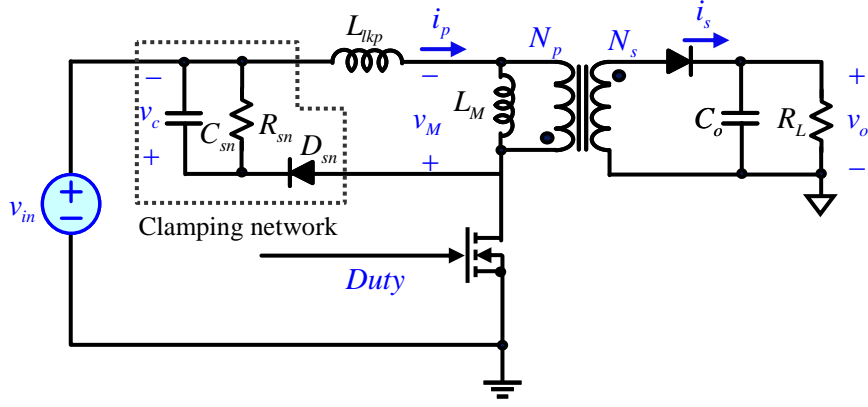 L_lkp
i_p
N_p
N_s
i_s
−
v_c
+
C_sn
R_sn
D_sn
−
v_M
+
L_M
C_o
R_L
+
v_o
−
v_in
+
−
Clamping network
Duty